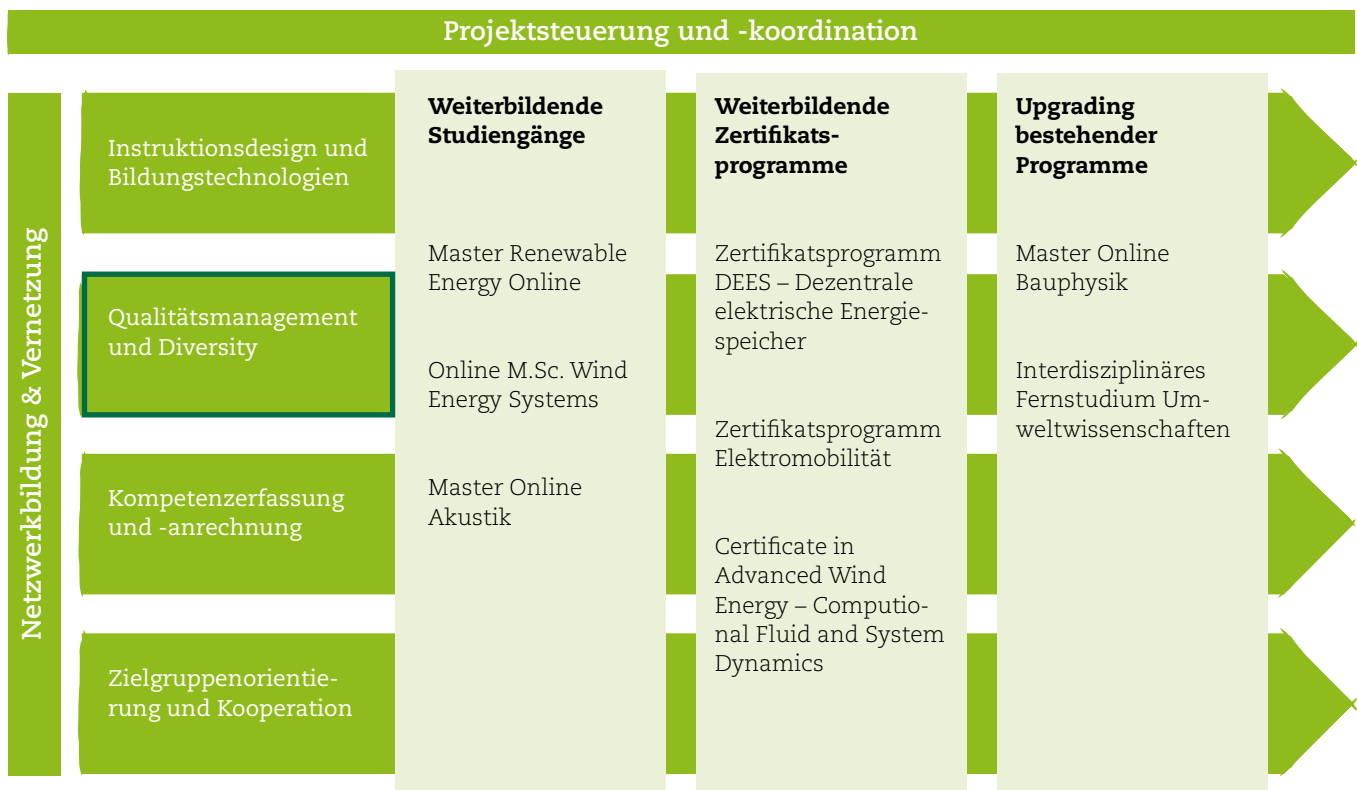 Projektsteuerung und -koordination
Netzwerkbildung & Vernetzung
Instruktionsdesign und
Bildungstechnologien
Qualitätsmanagement
und Diversity
Kompetenzerfassung
und -anrechnung
Zielgruppenorientie-
rung und Kooperation
Weiterbildende
Studiengänge
Master Renewable
Energy Online
Online M.Sc. Wind
Energy Systems
Master Online
Akustik
Weiterbildende
Zertifikats-
programme
Zertifikatsprogramm
DEES – Dezentrale
elektrische Energie-
speicher
Zertifikatsprogramm
Elektromobilität
Certificate in
Advanced Wind
Energy – Computio-
nal Fluid and System
Dynamics
Upgrading
bestehender
Programme
Master Online
Bauphysik
Interdisziplinäres
Fernstudium Um-
weltwissenschaften